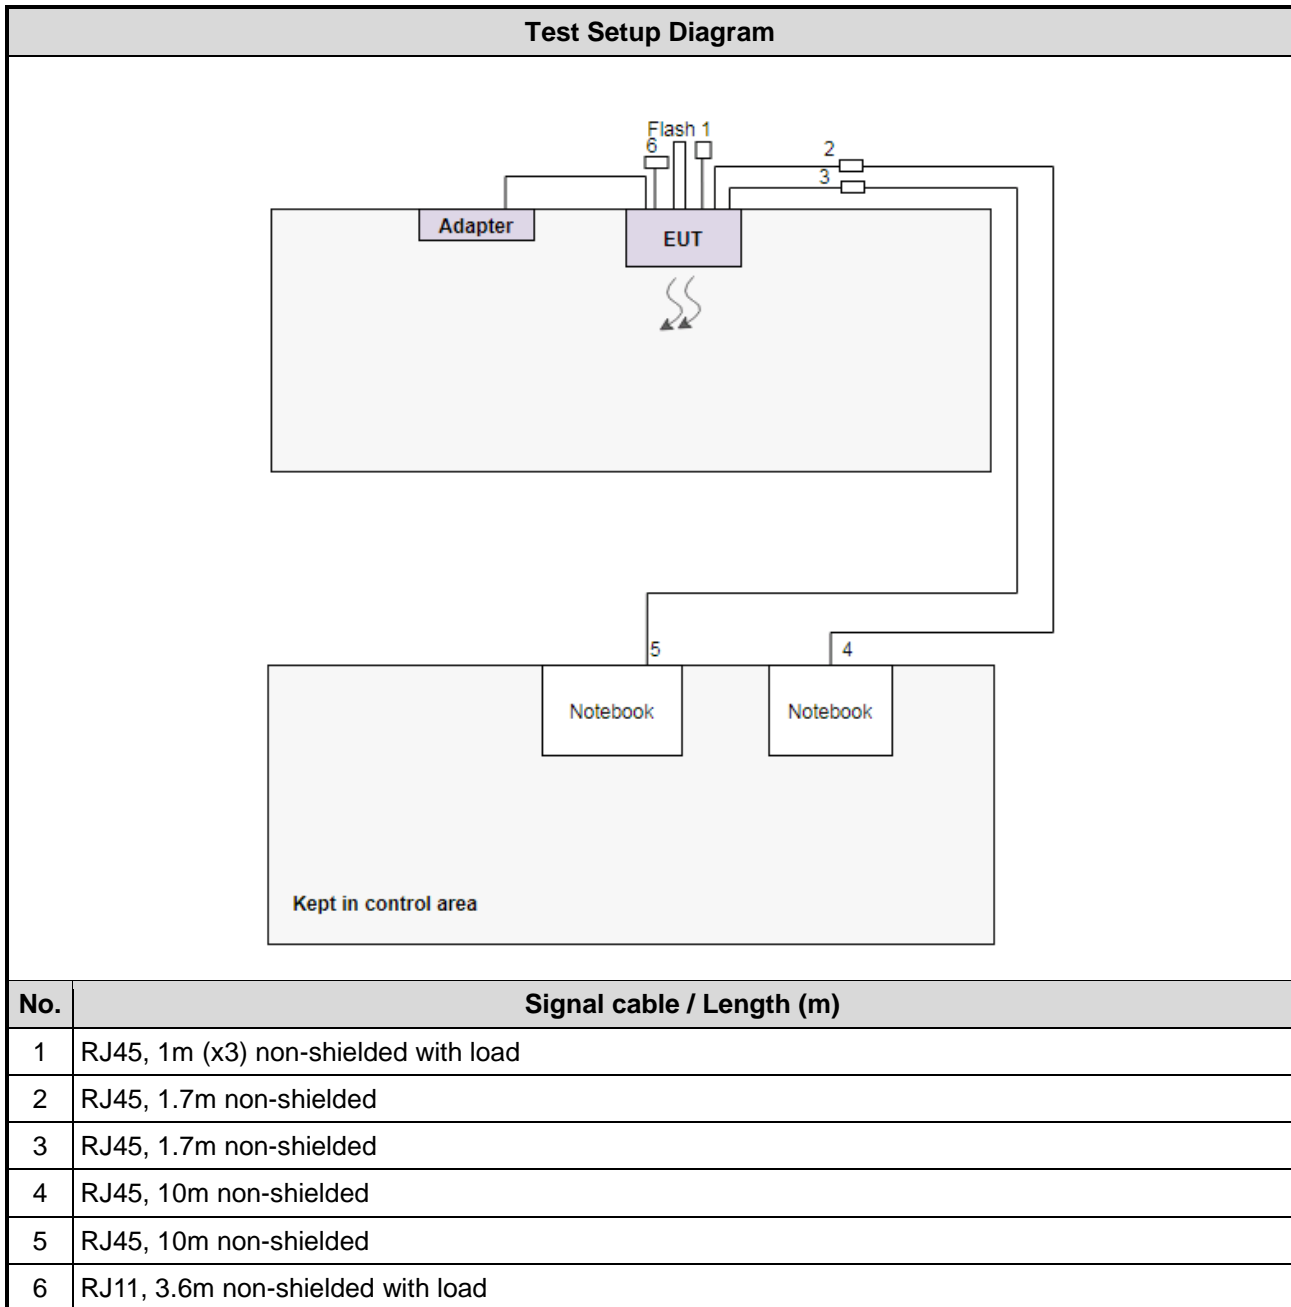 Test Setup Diagram
Flash 1
6
2
3
Adapter
EUT
5
4
Notebook
Notebook
Kept in control area
No. Signal cable / Length (m)
1 RJ45, 1m (x3) non-shielded with load
2 RJ45, 1.7m non-shielded
3 RJ45, 1.7m non-shielded
4 RJ45, 10m non-shielded
5 RJ45, 10m non-shielded
6 RJ11, 3.6m non-shielded with load